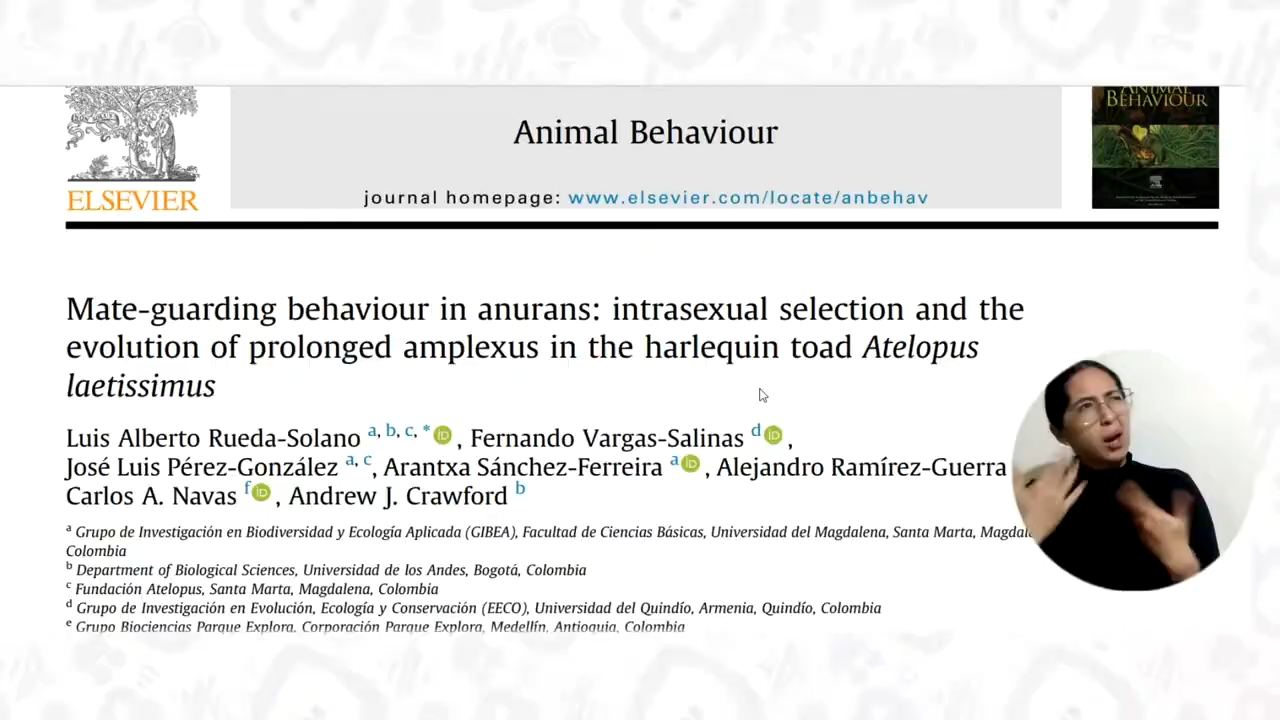 ELSEVIER
Animal Behaviour
journal homepage: www.elsevier.com/locate/anbehav
ANIMAL
BEHAVIOUR
Mate-guarding behaviour in anurans: intrasexual selection and the
evolution of prolonged amplexus in the harlequin toad Atelopus
laetissimus
Luis Alberto Rueda-Solano a, b, c, *, Fernando Vargas-Salinas d,
José Luis Pérez-González a, c, Arantxa Sánchez-Ferreira a, Alejandro Ramírez-Guerra
Carlos A. Navas f, Andrew J. Crawford b
a Grupo de Investigación en Biodiversidad y Ecología Aplicada (GIBEA), Facultad de Ciencias Básicas, Universidad del Magdalena, Santa Marta,
Colombia
b Department of Biological Sciences, Universidad de los Andes, Bogotá, Colombia
c Fundación Atelopus, Santa Marta, Magdalena, Colombia
d Grupo de Investigación en Evolución, Ecología y Conservación (EECO), Universidad del Quindío, Armenia, Quindío, Colombia
e Grupo Biociencias Parque Explora, Corporación Parque Explora, Medellín, Antioquia, Colombia